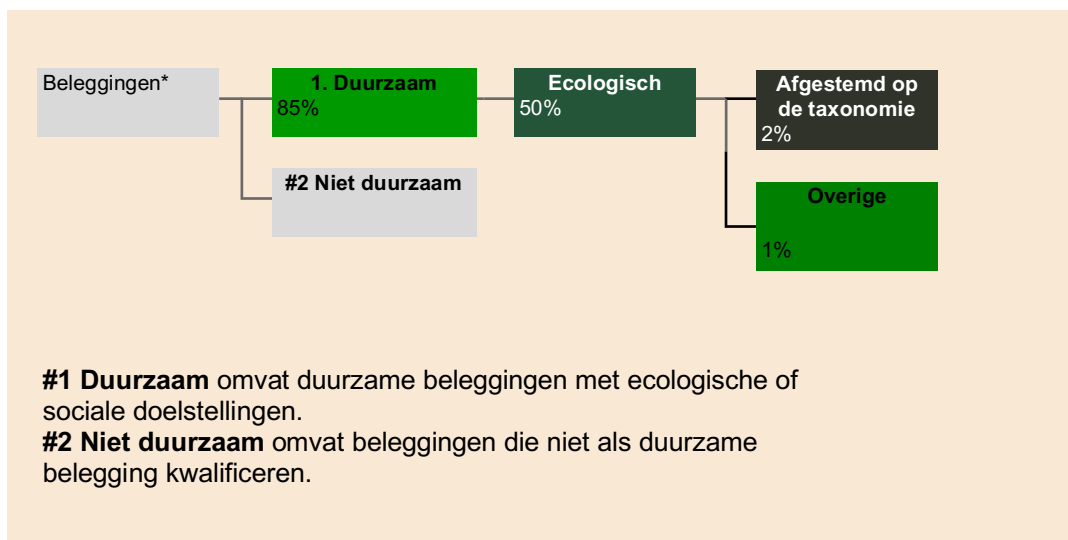 Beleggingen*
1. Duurzaam
85%
Ecologisch
50%
Afgestemd op
de taxonomie
2%
#2 Niet duurzaam
Overige
1%
#1 Duurzaam omvat duurzame beleggingen met ecologische of
sociale doelstellingen.
#2 Niet duurzaam omvat beleggingen die niet als duurzame
belegging kwalificeren.